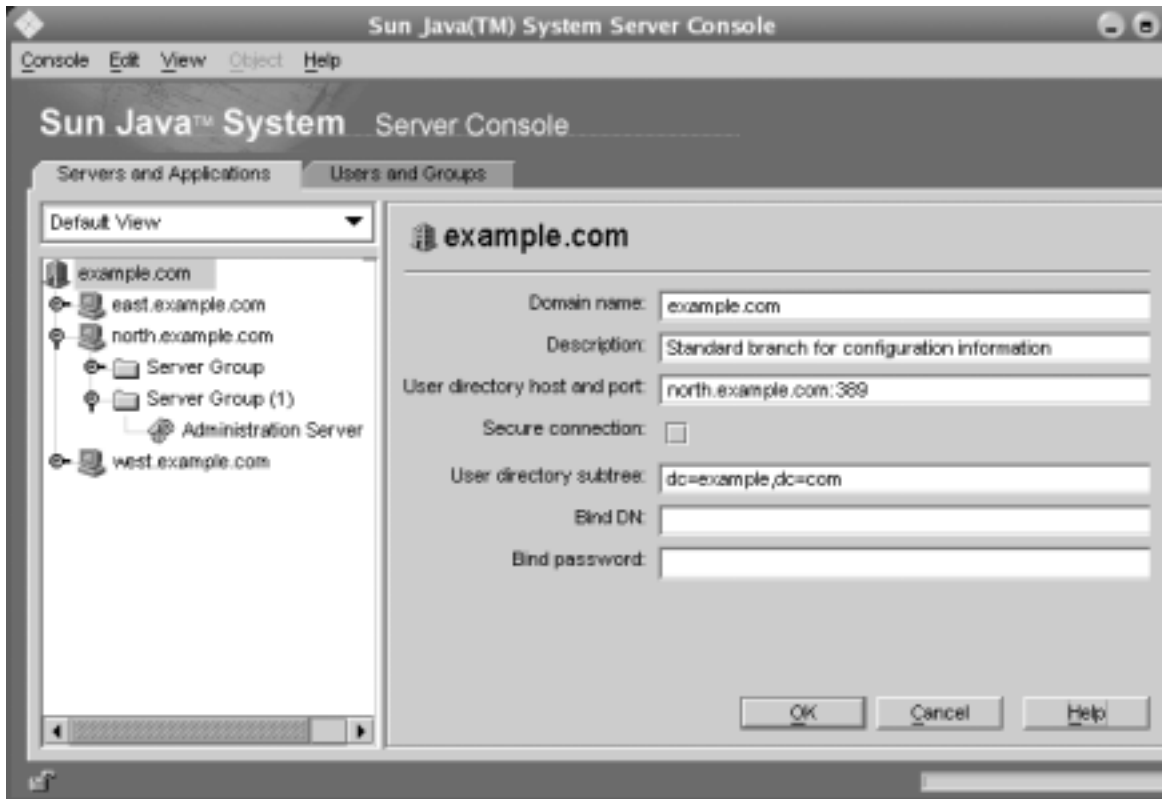 Sun Java(TM) System Server Console
Console Edit View Object Help
Sun Java™ System Server Console
Servers and Applications Users and Groups
Default View
example.com
east.example.com
north.example.com
Server Group
Server Group (1)
Administration Server
west.example.com
example.com
Domain name: example.com
Description: Standard branch for configuration information
User directory host and port: north.example.com:389
Secure connection:
User directory subtree: dc=example,dc=com
Bind DN:
Bind password:
OK Cancel Help